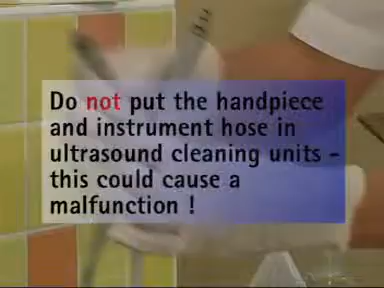 Do not put the handpiece
and instrument hose in
ultrasound cleaning units -
this could cause a
malfunction !